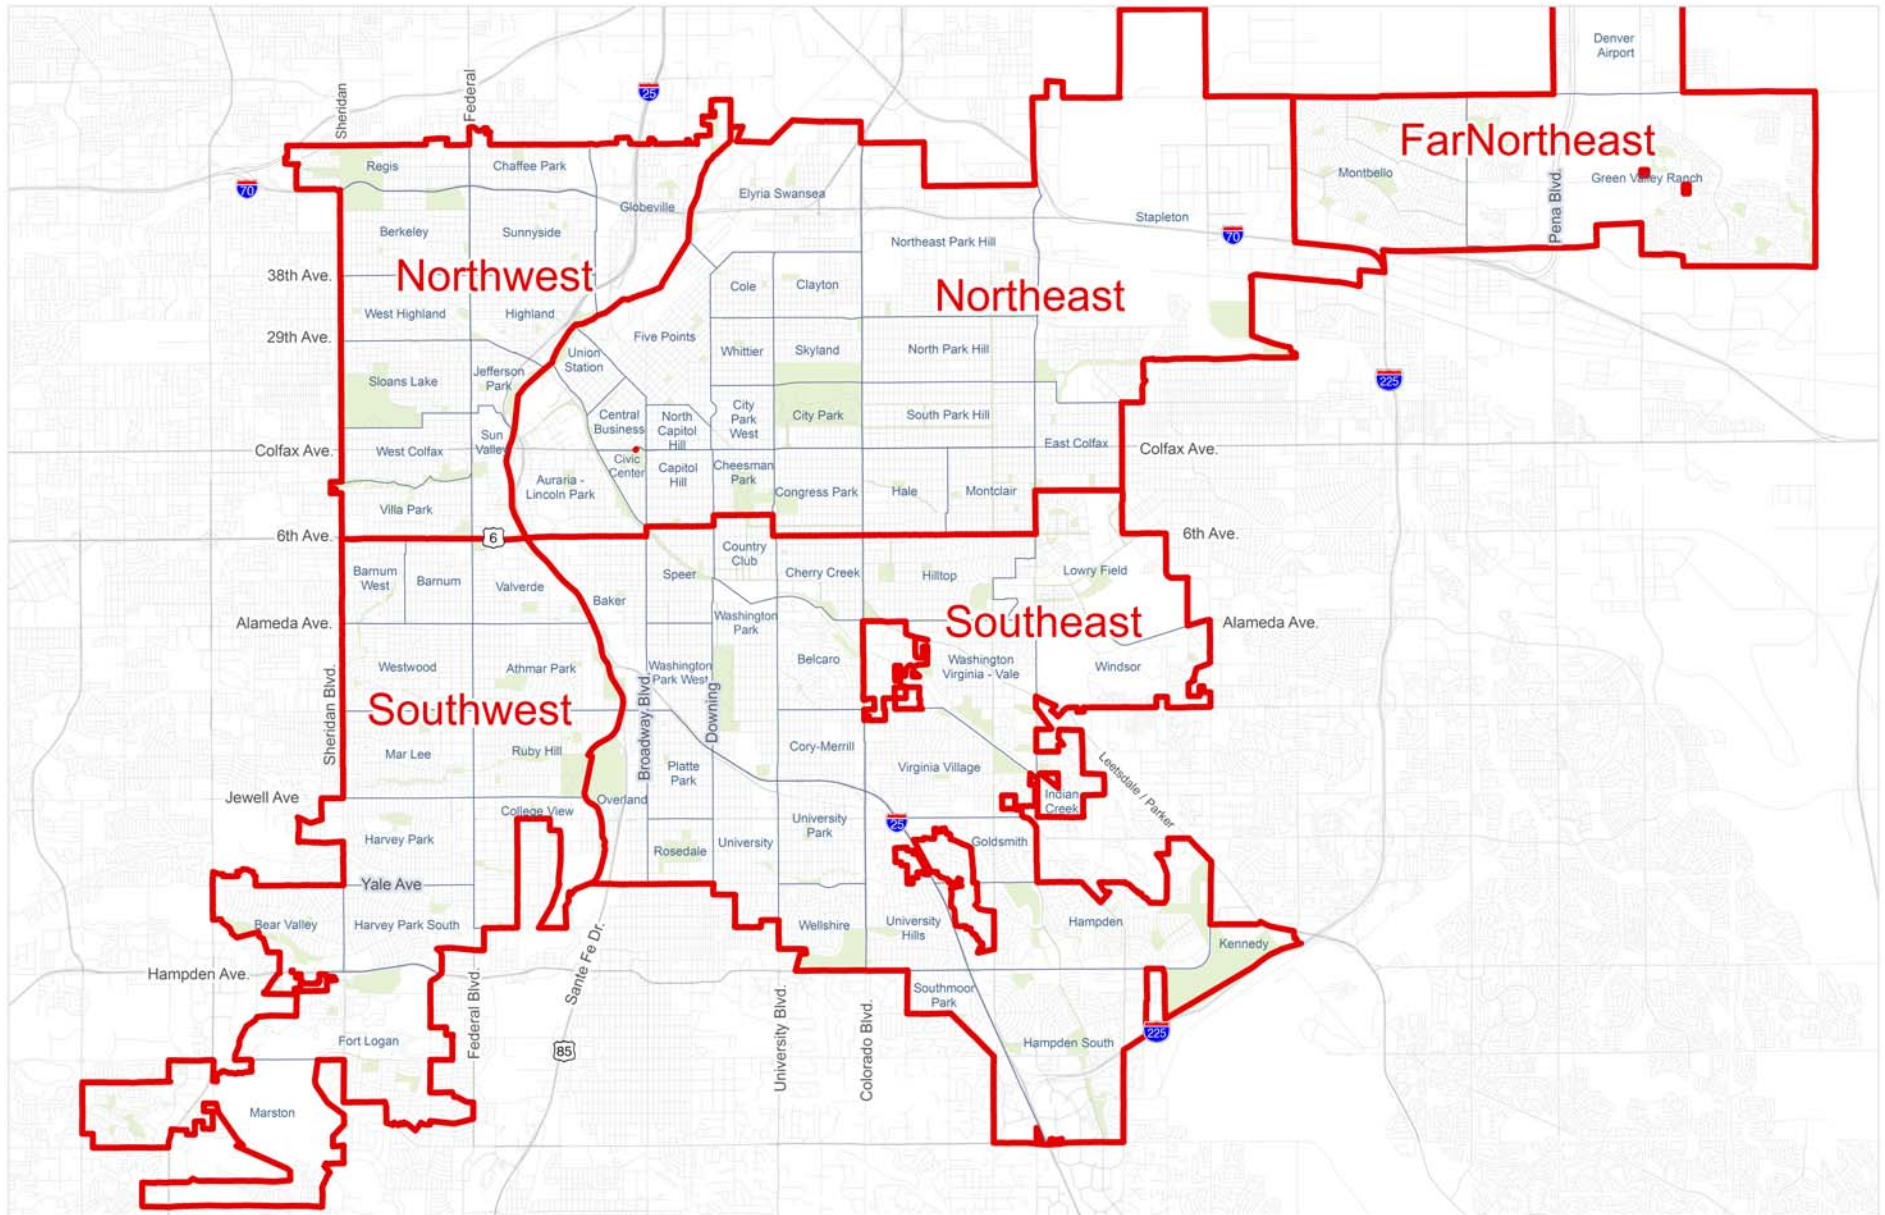 Denver
Airport
Sheridan
Federal
25
FarNortheast
Regis
Chaffee Park
Montbello
Green Valley Ranch
70
Elyria Swansea
Globeville
Stapleton
Pena Blvd.
Berkeley
Sunnyside
Northeast Park Hill
70
38th Ave.
Northwest
Cole
Clayton
Northeast
West Highland
Highland
29th Ave.
Five Points
Union
Station
Whittier
Skyland
North Park Hill
Sloans Lake
Jefferson
Park
225
Central
Business
North
Capitol
Hill
City
Park
West
City Park
South Park Hill
Sun
Valley
East Colfax
Colfax Ave.
West Colfax
Colfax Ave.
Civic
Center
Capitol
Hill
Cheesman
Park
Auraria -
Lincoln Park
Congress Park
Hale
Montclair
Villa Park
6th Ave.
6
6th Ave.
Country
Club
Barnum
West
Barnum
Valverde
Speer
Cherry Creek
Hilltop
Lowry Field
Baker
Alameda Ave.
Washington
Park
Southeast
Alameda Ave.
Westwood
Athmar Park
Washington
Park West
Belcaro
Washington
Virginia - Vale
Windsor
Sheridan Blvd.
Southwest
Broadway Blvd.
Downing
Mar Lee
Ruby Hill
Cory-Merrill
Platte
Park
Virginia Village
Leetsdale / Parker
Jewell Ave
Overland
Indian
Creek
College View
University
Park
25
Harvey Park
Rosedale
University
Goldsmith
Yale Ave
Bear Valley
Harvey Park South
Wellshire
University
Hills
Hampden
Kennedy
Hampden Ave.
Sante Fe Dr.
Federal Blvd.
Southmoor
Park
University Blvd.
Colorado Blvd.
225
Fort Logan
85
Hampden South
Marston